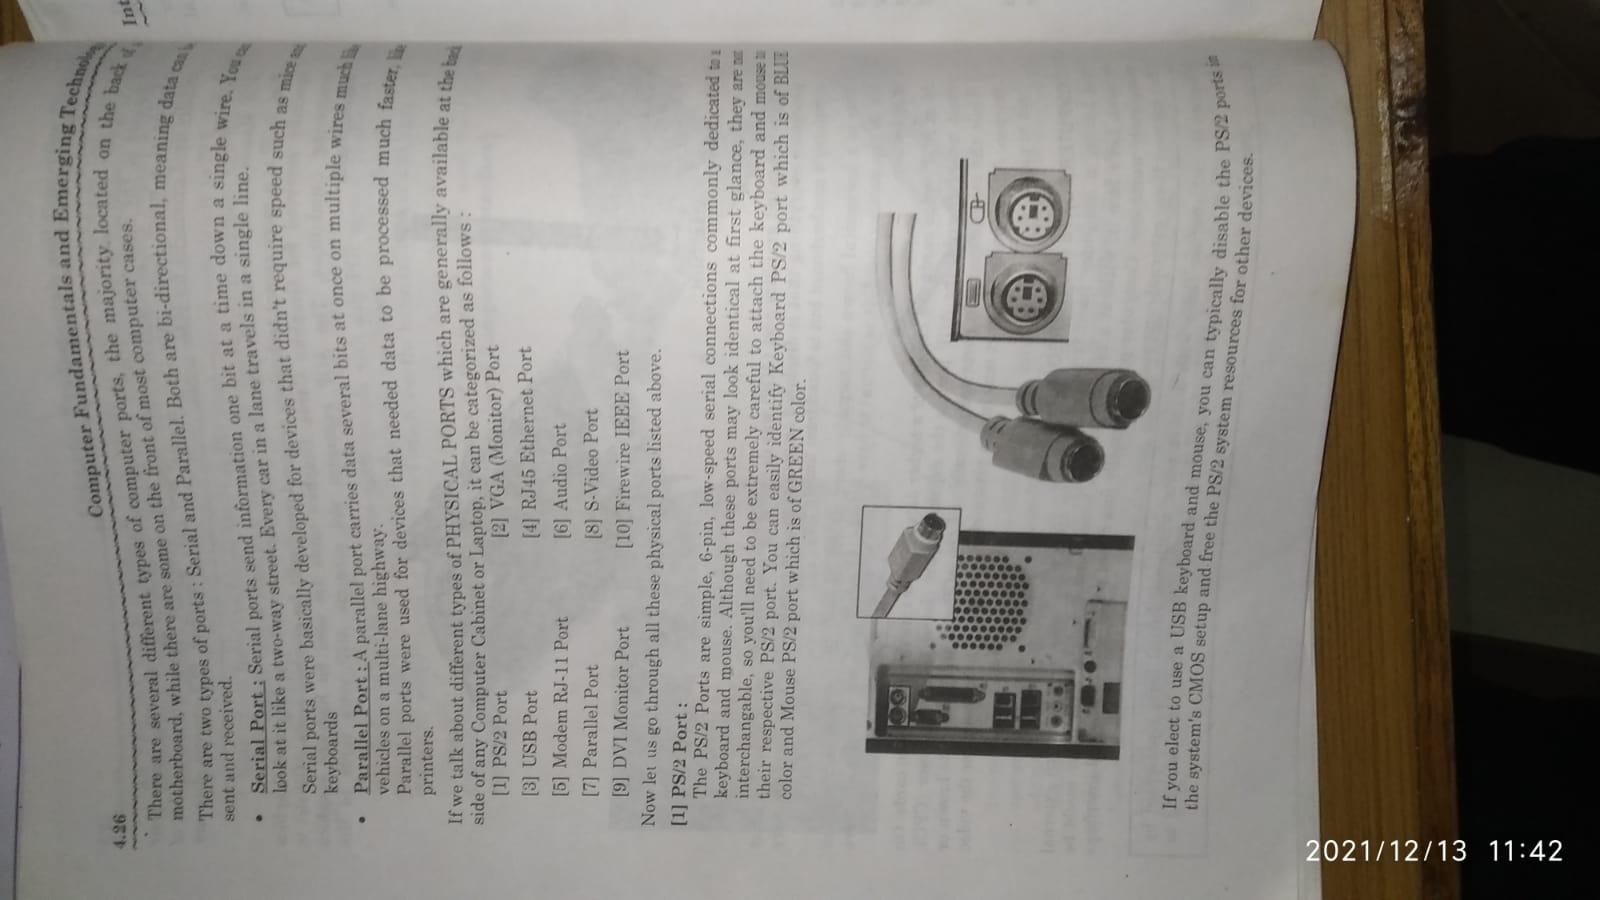 4.26
Computer Fundamentals and Emerging Technology
There are several different types of computer ports, the majority located on the back of
motherboard, while there are some on the front of most computer cases.
There are two types of ports : Serial and Parallel. Both are bi-directional, meaning data can
sent and received.
• Serial Port : Serial ports send information one bit at a time down a single wire. You can
look at it like a two-way street. Every car in a lane travels in a single line.
Serial ports were basically developed for devices that didn't require speed such as mice and
keyboards
• Parallel Port : A parallel port carries data several bits at once on multiple wires much like
vehicles on a multi-lane highway.
Parallel ports were used for devices that needed data to be processed much faster, like
printers.
If we talk about different types of PHYSICAL PORTS which are generally available at the back
side of any Computer Cabinet or Laptop, it can be categorized as follows :
[1] PS/2 Port [2] VGA (Monitor) Port
[3] USB Port [4] RJ45 Ethernet Port
[5] Modem RJ-11 Port [6] Audio Port
[7] Parallel Port [8] S-Video Port
[9] DVI Monitor Port [10] Firewire IEEE Port
Now let us go through all these physical ports listed above.
[1] PS/2 Port :
The PS/2 Ports are simple, 6-pin, low-speed serial connections commonly dedicated to a
keyboard and mouse. Although these ports may look identical at first glance, they are not
interchangable, so you'll need to be extremely careful to attach the keyboard and mouse to
their respective PS/2 port. You can easily identify Keyboard PS/2 port which is of BLUE
color and Mouse PS/2 port which is of GREEN color.
If you elect to use a USB keyboard and mouse, you can typically disable the PS/2 ports in
the system's CMOS setup and free the PS/2 system resources for other devices.
Int
2021/12/13 11:42